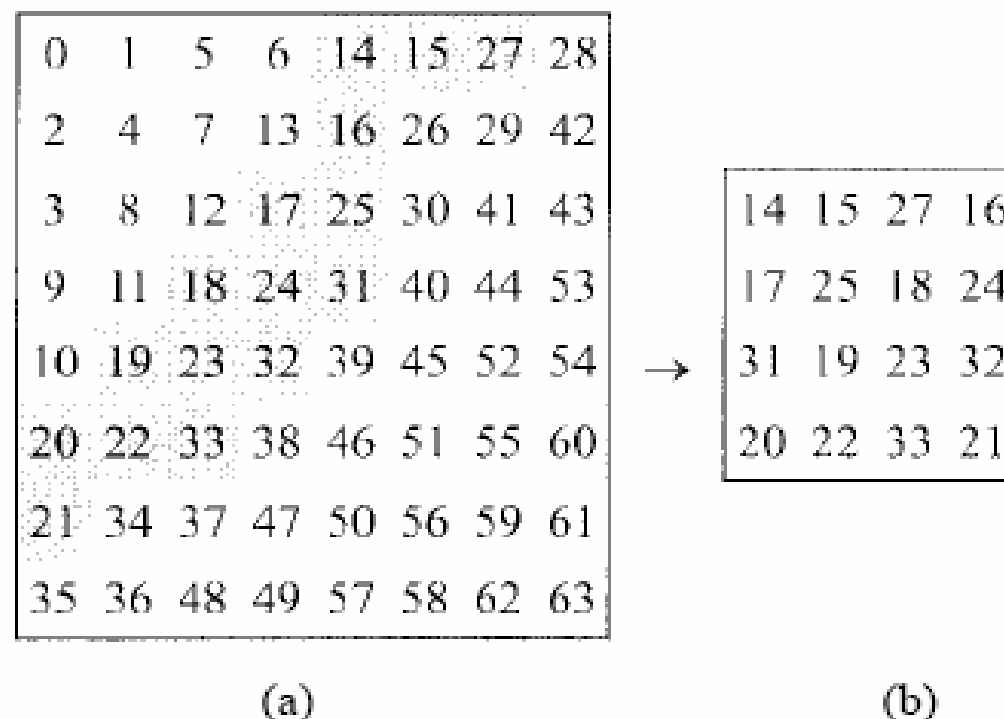 0 1 5 6 14 15 27 28
2 4 7 13 16 26 29 42
3 8 12 17 25 30 41 43
9 11 18 24 31 40 44 53
10 19 23 32 39 45 52 54
20 22 33 38 46 51 55 60
21 34 37 47 50 56 59 61
35 36 48 49 57 58 62 63
(a)
→
14 15 27 16
17 25 18 24
31 19 23 32
20 22 33 21
(b)